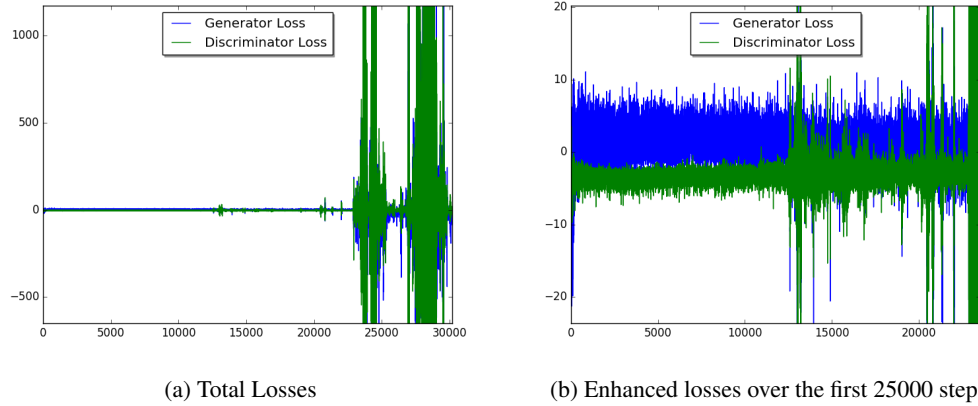 Generator Loss
Discriminator Loss
1000
500
0
−500
0 5000 10000 15000 20000 25000 30000
(a) Total Losses
Generator Loss
Discriminator Loss
20
10
0
−10
−20
0 5000 10000 15000 20000
(b) Enhanced losses over the first 25000 step